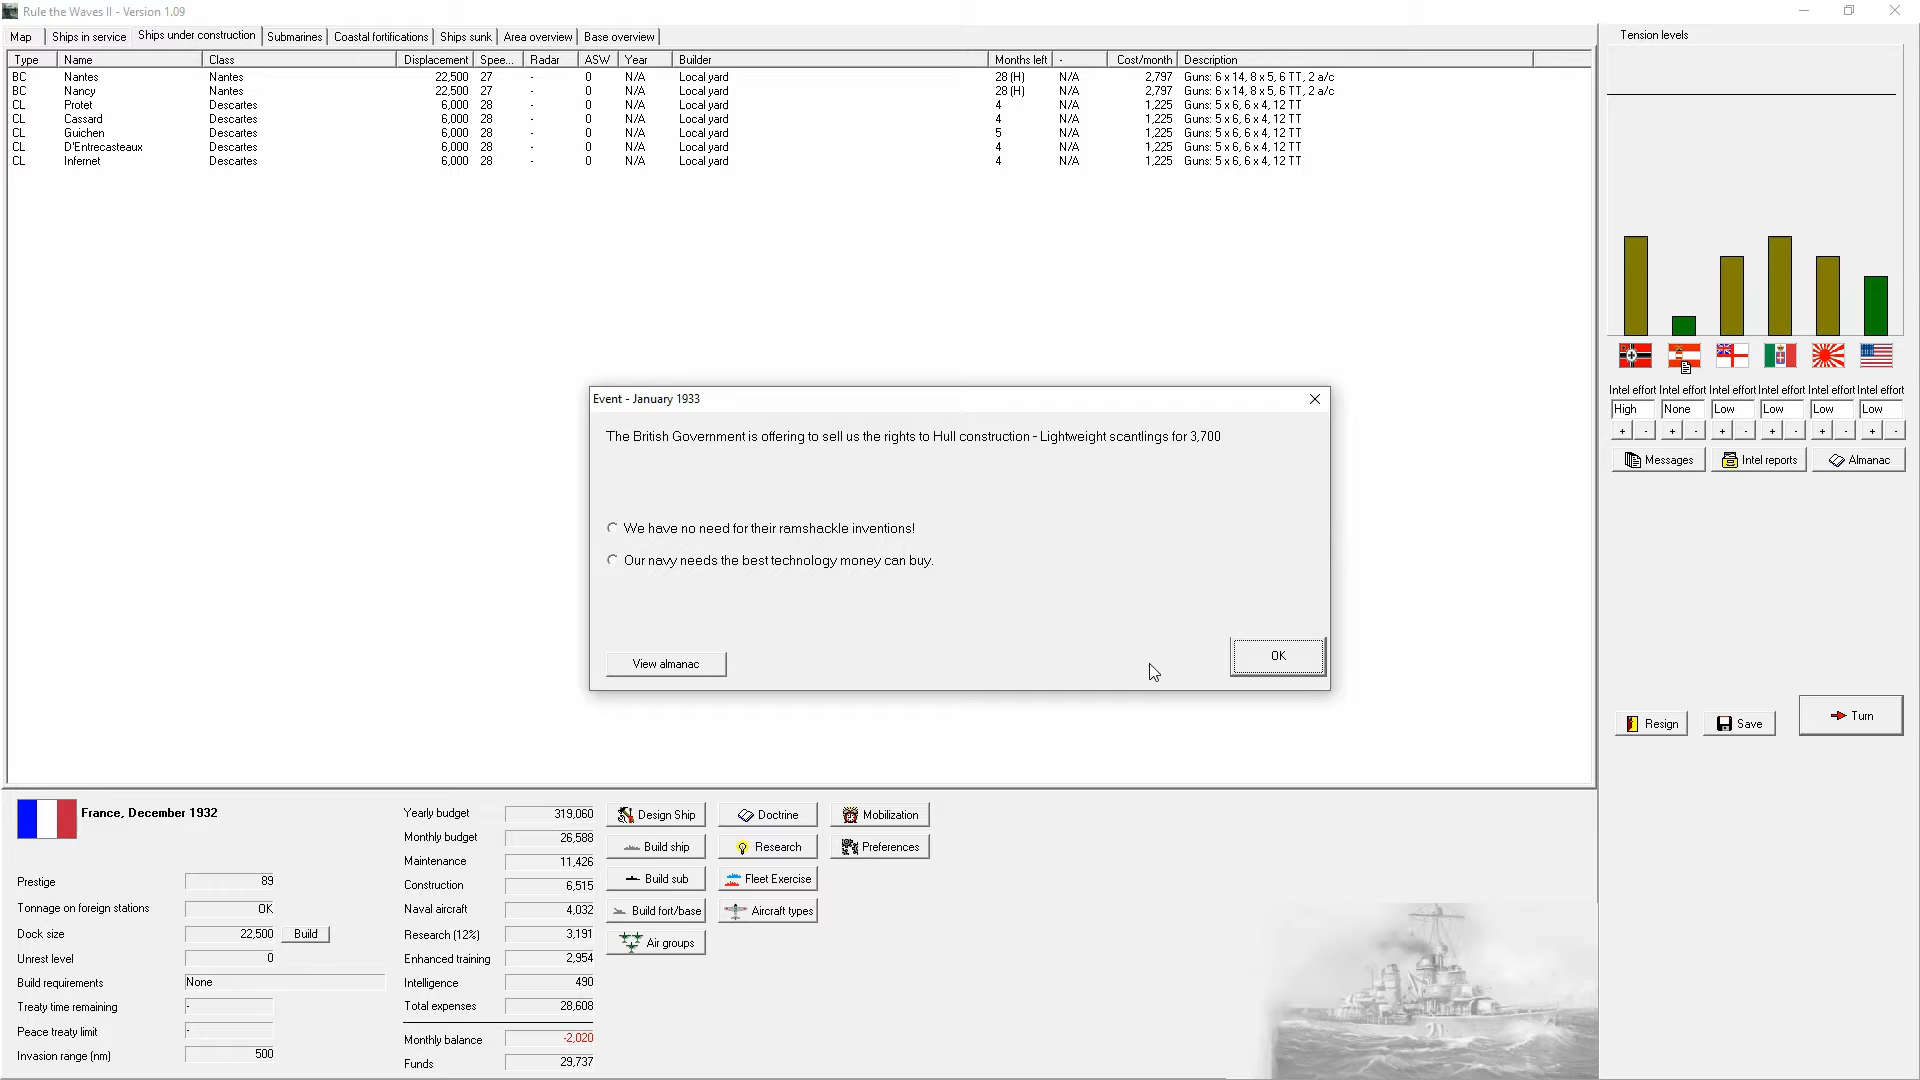 Rule the Waves II - Version 1.09
Map Ships in service Ships under construction Submarines Coastal fortifications Ships sunk Area overview Base overview
Type Name Class Displacement Spee... Radar ASW Year Builder Months left - Cost/month Description
BC Nantes Nantes 22,500 27 - 0 N/A Local yard 28 (H) N/A 2,797 Guns: 6 x 14, 8 x 5, 6 TT, 2 a/c
BC Nancy Nantes 22,500 27 - 0 N/A Local yard 28 (H) N/A 2,797 Guns: 6 x 14, 8 x 5, 6 TT, 2 a/c
CL Protet Descartes 6,000 28 - 0 N/A Local yard 4 N/A 1,225 Guns: 5 x 6, 6 x 4, 12 TT
CL Cassard Descartes 6,000 28 - 0 N/A Local yard 4 N/A 1,225 Guns: 5 x 6, 6 x 4, 12 TT
CL Guichen Descartes 6,000 28 - 0 N/A Local yard 5 N/A 1,225 Guns: 5 x 6, 6 x 4, 12 TT
CL D'Entrecasteaux Descartes 6,000 28 - 0 N/A Local yard 4 N/A 1,225 Guns: 5 x 6, 6 x 4, 12 TT
CL Infernet Descartes 6,000 28 - 0 N/A Local yard 4 N/A 1,225 Guns: 5 x 6, 6 x 4, 12 TT
Tension levels
Intel effort Intel effort Intel effort Intel effort Intel effort Intel effort
High None Low Low Low Low
+ - + - + - + - + - + -
Messages Intel reports Almanac
Resign Save Turn
Event - January 1933
The British Government is offering to sell us the rights to Hull construction - Lightweight scantlings for 3,700
We have no need for their ramshackle inventions!
Our navy needs the best technology money can buy.
View almanac OK
France, December 1932
Prestige 89
Tonnage on foreign stations OK
Dock size 22,500 Build
Unrest level 0
Build requirements None
Treaty time remaining -
Peace treaty limit -
Invasion range (nm) 500
Yearly budget 319,060
Monthly budget 26,588
Maintenance 11,426
Construction 6,515
Naval aircraft 4,032
Research (12%) 3,191
Enhanced training 2,954
Intelligence 490
Total expenses 28,608
Monthly balance -2,020
Funds 29,737
Design Ship Doctrine Mobilization
Build ship Research Preferences
Build sub Fleet Exercise
Build fort/base Aircraft types
Air groups